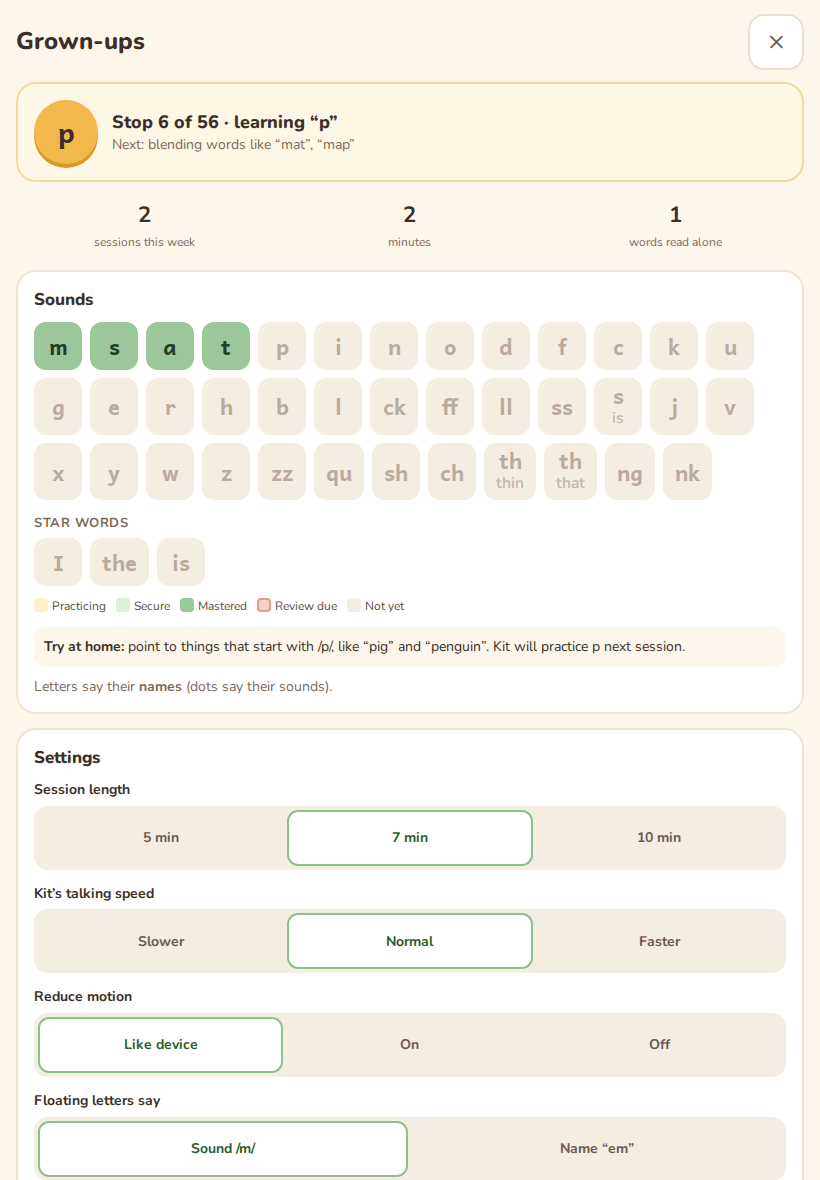 Grown-ups
×
p
Stop 6 of 56 · learning “p”
Next: blending words like “mat”, “map”
2 2 1
sessions this week minutes words read alone
Sounds
m s a t p i n o d f c k u
g e r h b l ck ff ll ss s j v
is
x y w z zz qu sh ch th th ng nk
thin that
STAR WORDS
I the is
Practicing Secure Mastered Review due Not yet
Try at home: point to things that start with /p/, like “pig” and “penguin”. Kit will practice p next session.
Letters say their names (dots say their sounds).
Settings
Session length
5 min 7 min 10 min
Kit’s talking speed
Slower Normal Faster
Reduce motion
Like device On Off
Floating letters say
Sound /m/ Name “em”